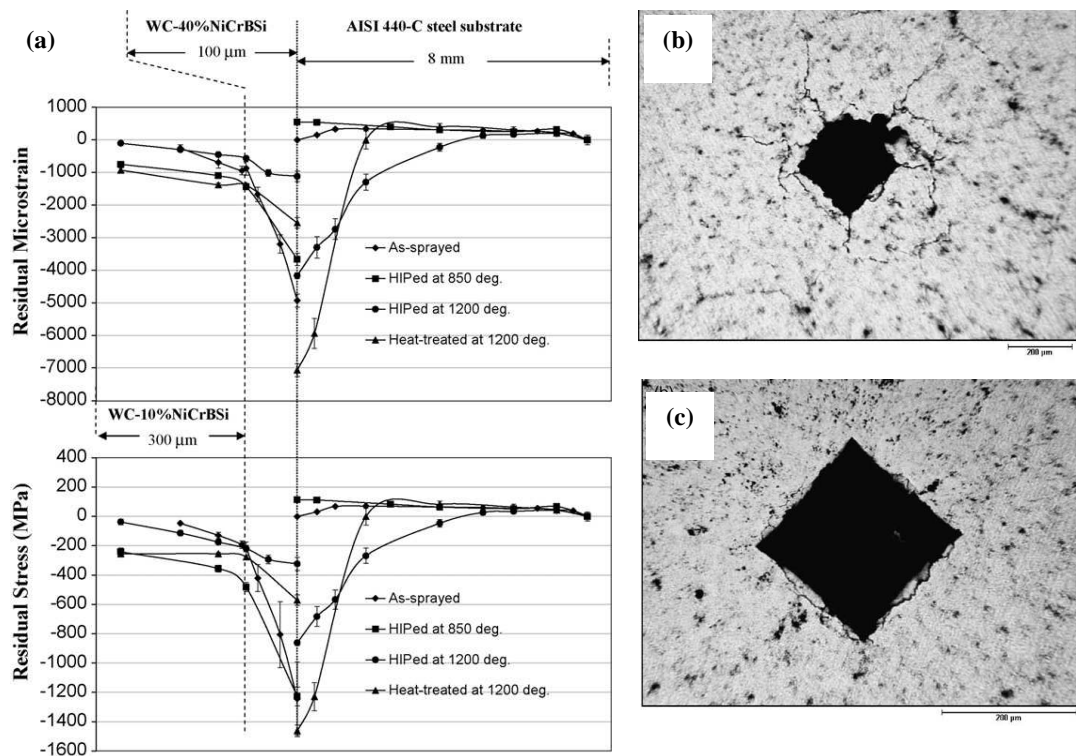 (a)
WC-40%NiCrBSi
AISI 440-C steel substrate
100 µm
8 mm
Residual Microstrain
1000
0
-1000
-2000
-3000
-4000
-5000
-6000
-7000
-8000
As-sprayed
HIPed at 850 deg.
HIPed at 1200 deg.
Heat-treated at 1200 deg.
WC-10%NiCrBSi
300 µm
Residual Stress (MPa)
400
200
0
-200
-400
-600
-800
-1000
-1200
-1400
-1600
As-sprayed
HIPed at 850 deg.
HIPed at 1200 deg.
Heat-treated at 1200 deg.
(b)
200 µm
(c)
200 µm